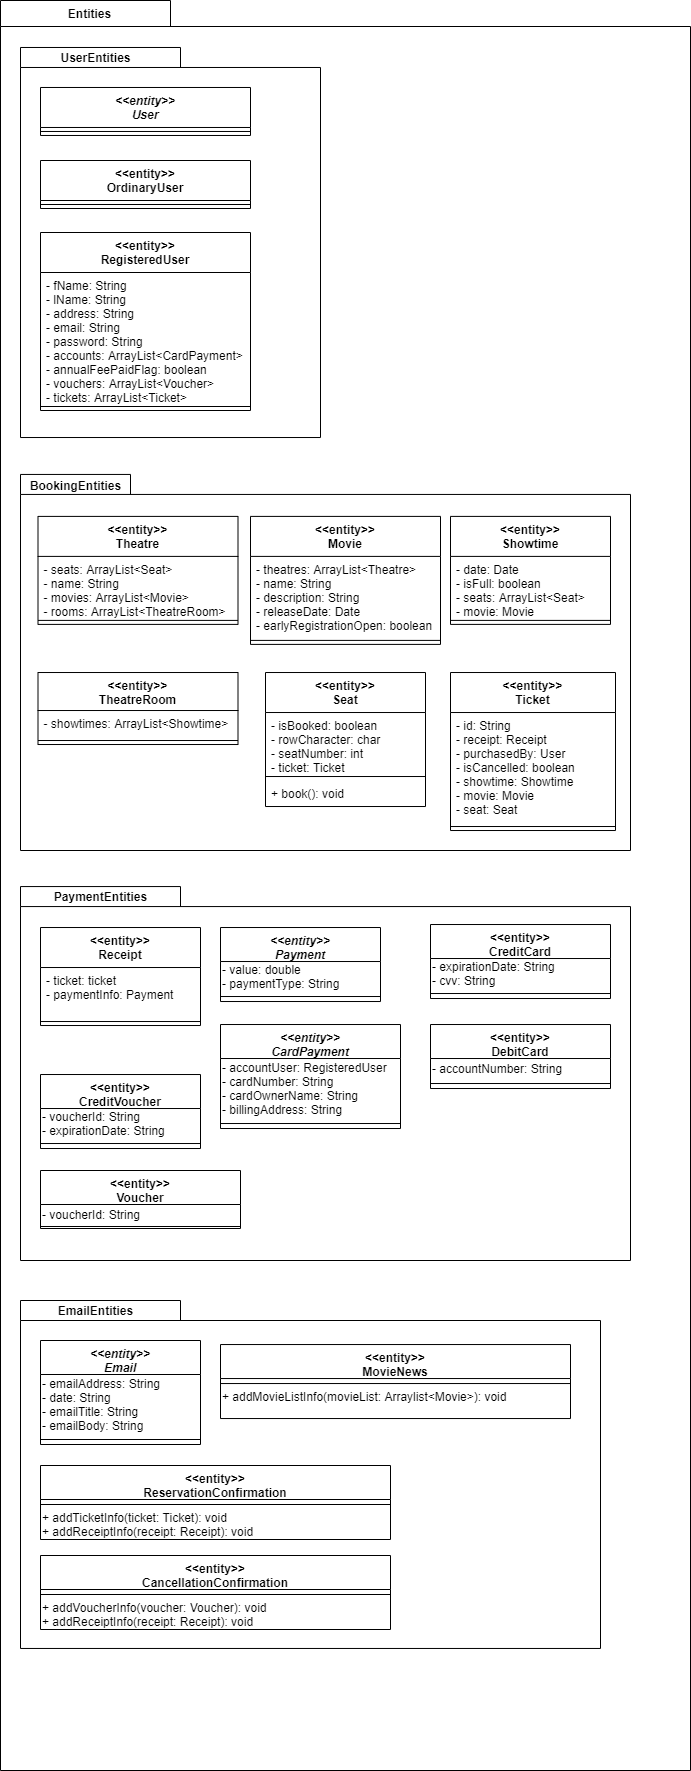 Entities
UserEntities
<<entity>>
User
<<entity>>
OrdinaryUser
<<entity>>
RegisteredUser
- fName: String
- lName: String
- address: String
- email: String
- password: String
- accounts: ArrayList<CardPayment>
- annualFeePaidFlag: boolean
- vouchers: ArrayList<Voucher>
- tickets: ArrayList<Ticket>
BookingEntities
<<entity>>
Theatre
- seats: ArrayList<Seat>
- name: String
- movies: ArrayList<Movie>
- rooms: ArrayList<TheatreRoom>
<<entity>>
Movie
- theatres: ArrayList<Theatre>
- name: String
- description: String
- releaseDate: Date
- earlyRegistrationOpen: boolean
<<entity>>
Showtime
- date: Date
- isFull: boolean
- seats: ArrayList<Seat>
- movie: Movie
<<entity>>
TheatreRoom
- showtimes: ArrayList<Showtime>
<<entity>>
Seat
- isBooked: boolean
- rowCharacter: char
- seatNumber: int
- ticket: Ticket
+ book(): void
<<entity>>
Ticket
- id: String
- receipt: Receipt
- purchasedBy: User
- isCancelled: boolean
- showtime: Showtime
- movie: Movie
- seat: Seat
PaymentEntities
<<entity>>
Receipt
- ticket: ticket
- paymentInfo: Payment
<<entity>>
Payment
- value: double
- paymentType: String
<<entity>>
CreditCard
- expirationDate: String
- cvv: String
<<entity>>
CardPayment
- accountUser: RegisteredUser
- cardNumber: String
- cardOwnerName: String
- billingAddress: String
<<entity>>
DebitCard
- accountNumber: String
<<entity>>
CreditVoucher
- voucherId: String
- expirationDate: String
<<entity>>
Voucher
- voucherId: String
EmailEntities
<<entity>>
Email
- emailAddress: String
- date: String
- emailTitle: String
- emailBody: String
<<entity>>
MovieNews
+ addMovieListInfo(movieList: Arraylist<Movie>): void
<<entity>>
ReservationConfirmation
+ addTicketInfo(ticket: Ticket): void
+ addReceiptInfo(receipt: Receipt): void
<<entity>>
CancellationConfirmation
+ addVoucherInfo(voucher: Voucher): void
+ addReceiptInfo(receipt: Receipt): void